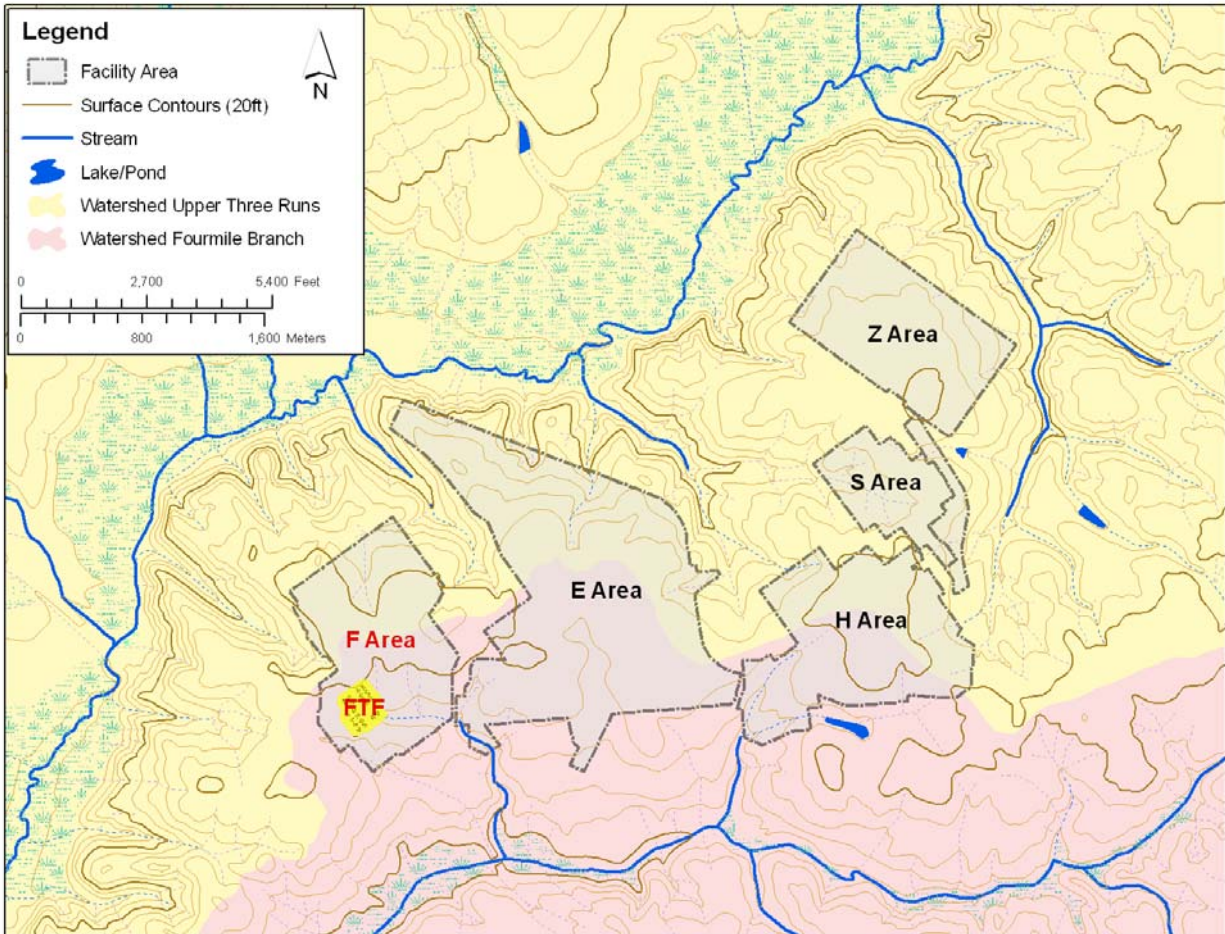 Legend
N
Facility Area
Surface Contours (20ft)
Stream
Lake/Pond
Watershed Upper Three Runs
Watershed Fourmile Branch
0 2,700 5,400 Feet
0 800 1,600 Meters
Z Area
S Area
E Area
H Area
F Area
FTF